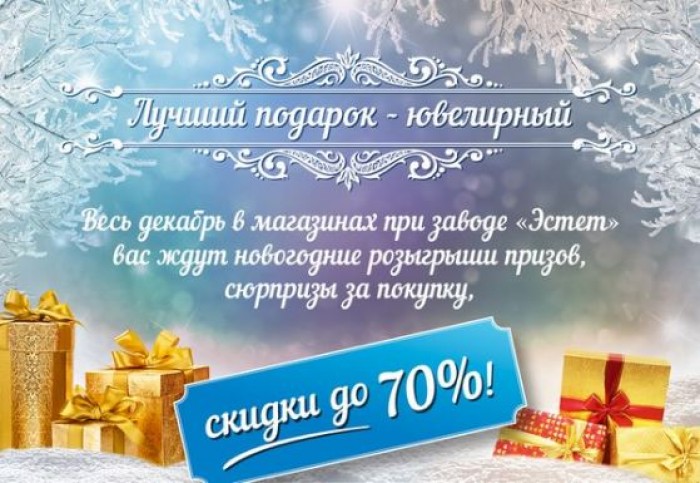 Лучший подарок - ювелирный
Весь декабрь в магазинах при заводе «Эстет»
вас ждут новогодние розыгрыши призов,
сюрпризы за покупку,
скидки до 70%!